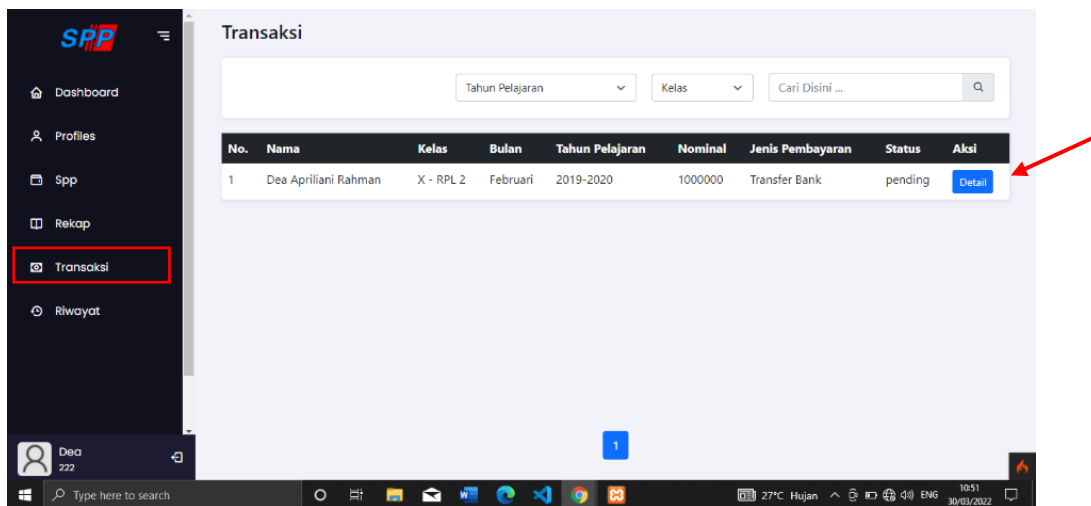 SPP
Transaksi
Dashboard
Tahun Pelajaran Kelas Cari Disini ...
Profiles
No. Nama Kelas Bulan Tahun Pelajaran Nominal Jenis Pembayaran Status Aksi
Spp
1 Dea Apriliani Rahman X - RPL 2 Februari 2019-2020 1000000 Transfer Bank pending Detail
Rekap
Transaksi
Riwayat
1
Dea
222
Type here to search
27°C Hujan ENG 10:51
30/03/2022